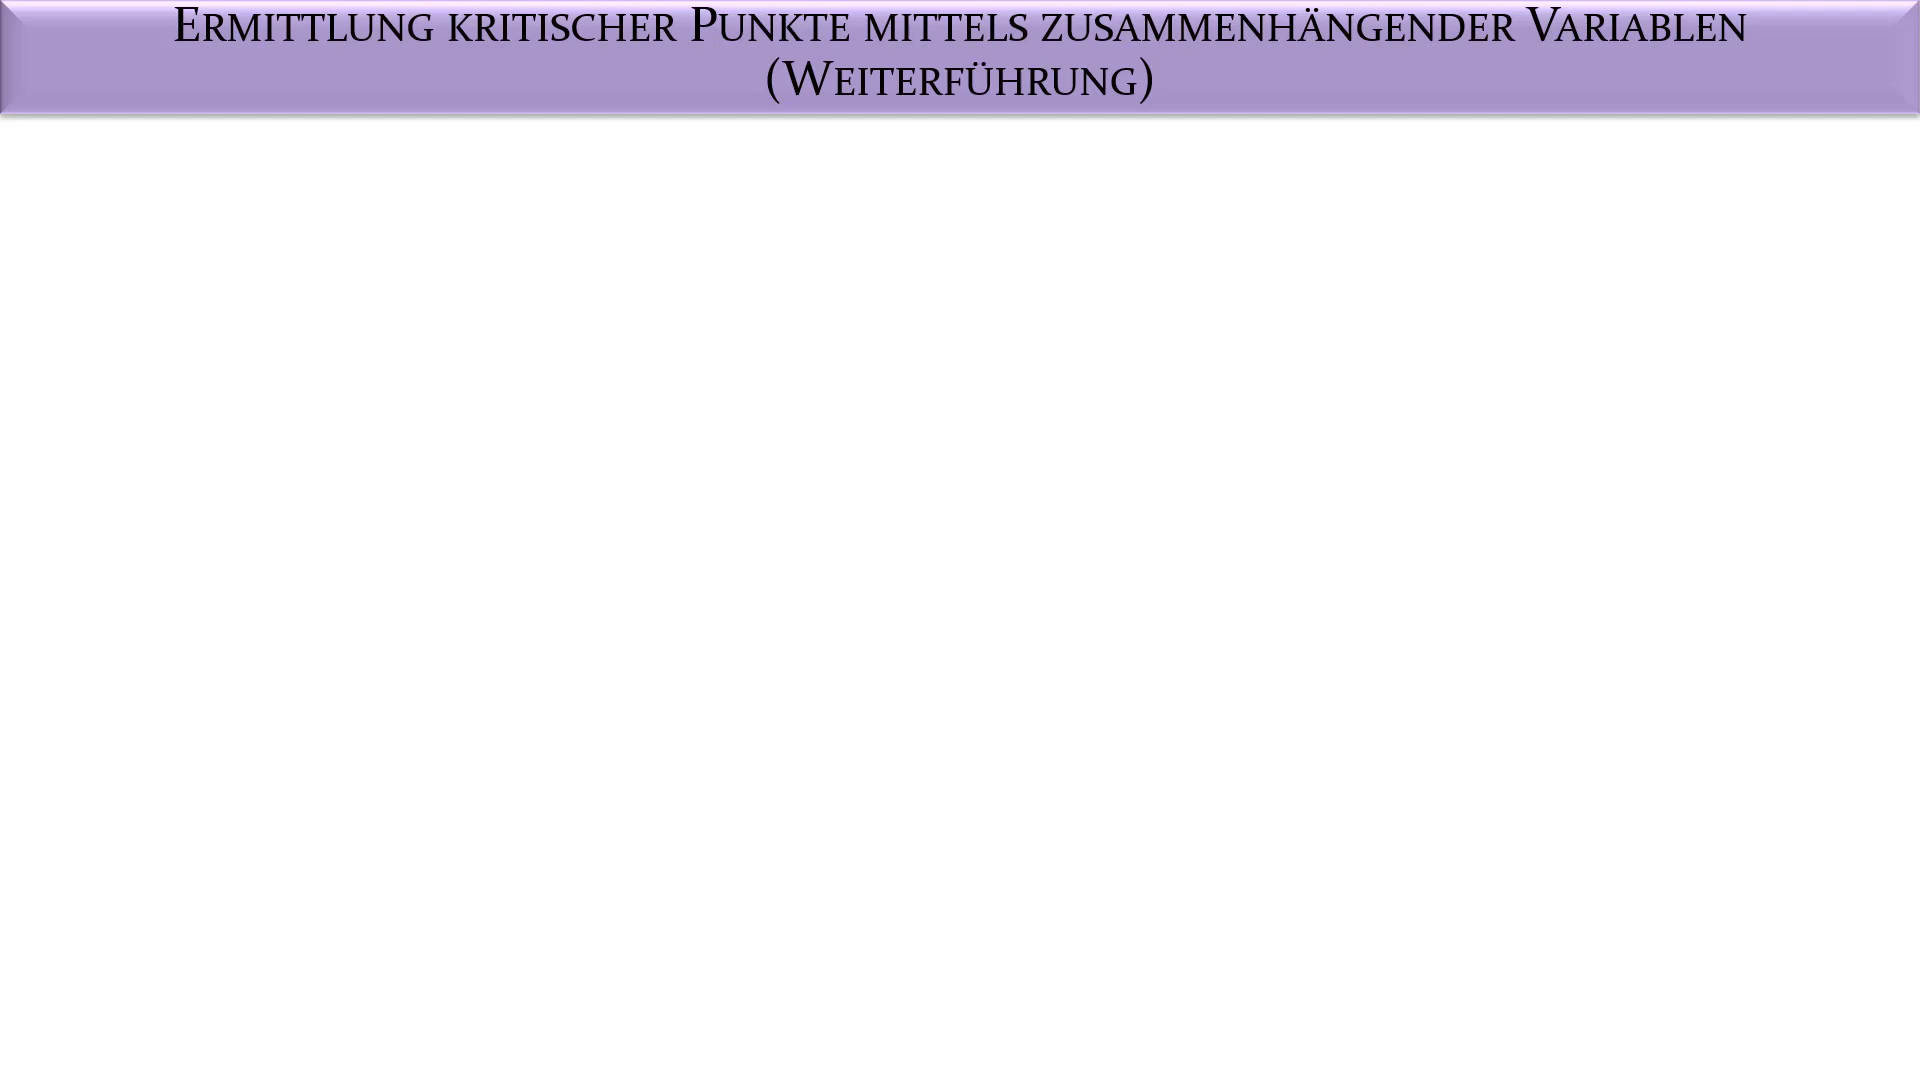 Ermittlung kritischer Punkte mittels zusammenhängender Variablen
(Weiterführung)